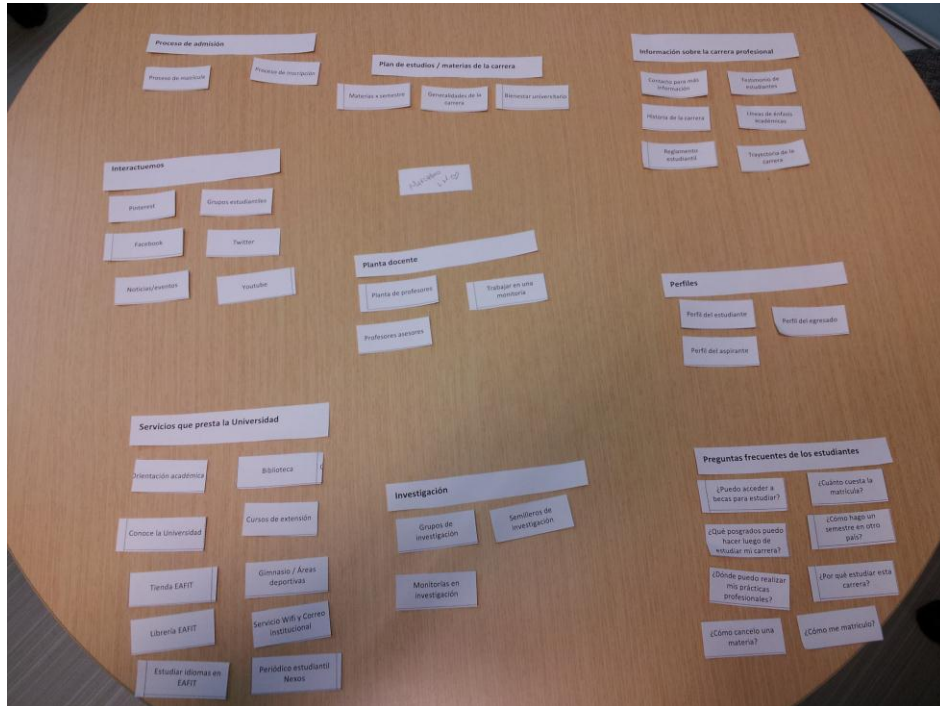 Proceso de admisión
Proceso de matrícula
Proceso de inscripción
Plan de estudios / materias de la carrera
Materias x semestre
Generalidades de la
carrera
Bienestar universitario
Información sobre la carrera profesional
Contacto para más
información
Testimonio de
estudiantes
Historia de la carrera
Líneas de énfasis
académicas
Reglamento
estudiantil
Trayectoria de la
carrera
Interactuemos
Pinterest
Grupos estudiantiles
Facebook
Twitter
Noticias/eventos
Youtube
Planta docente
Planta de profesores
Trabajar en una
monitoria
Profesores asesores
Perfiles
Perfil del estudiante
Perfil del egresado
Perfil del aspirante
Servicios que presta la Universidad
Orientación académica
Biblioteca
Conoce la Universidad
Cursos de extensión
Tienda EAFIT
Gimnasio / Áreas
deportivas
Librería EAFIT
Servicio Wifi y Correo
institucional
Estudiar idiomas en
EAFIT
Periódico estudiantil
Nexos
Investigación
Grupos de
investigación
Semilleros de
investigación
Monitorías en
investigación
Preguntas frecuentes de los estudiantes
¿Puedo acceder a
becas para estudiar?
¿Cuánto cuesta la
matrícula?
¿Qué posgrados puedo
hacer luego de
estudiar mi carrera?
¿Cómo hago un
semestre en otro
país?
¿Dónde puedo realizar
mis prácticas
profesionales?
¿Por qué estudiar esta
carrera?
¿Cómo cancelo una
materia?
¿Cómo me matriculo?